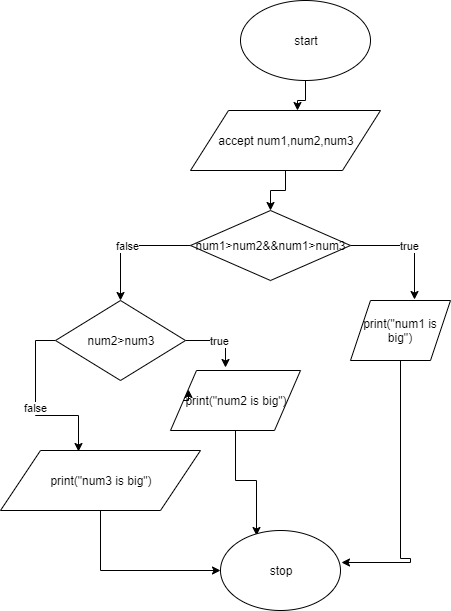 start
accept num1,num2,num3
num1>num2&&num1>num3
false
true
num2>num3
print("num1 is
big")
true
false
print("num2 is big")
print("num3 is big")
stop